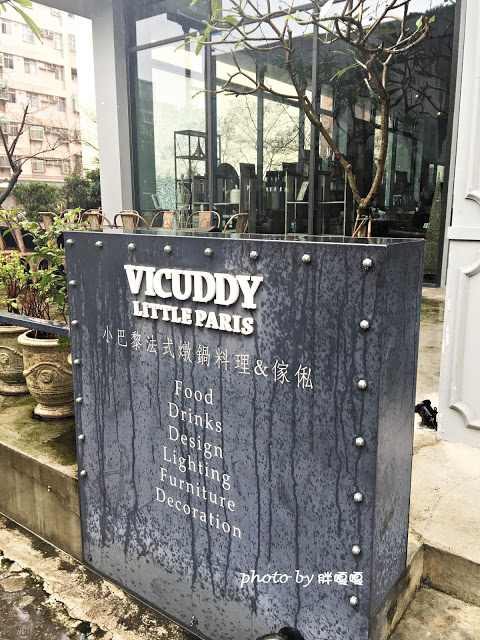 VICUDDY
LITTLE PARIS
小巴黎法式燉鍋料理&傢俬
Food
Drinks
Design
Lighting
Furniture
Decoration
photo by 胖嘎嘎